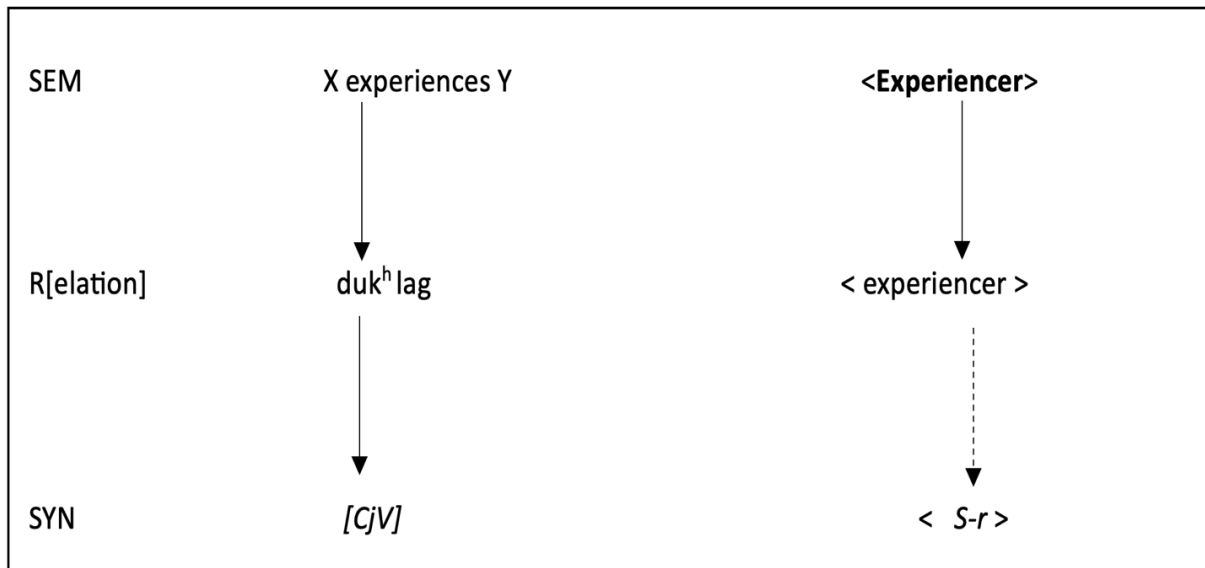 SEM X experiences Y <Experiencer>
R[elation] dukʰ lag < experiencer >
SYN [CjV] < S-r >